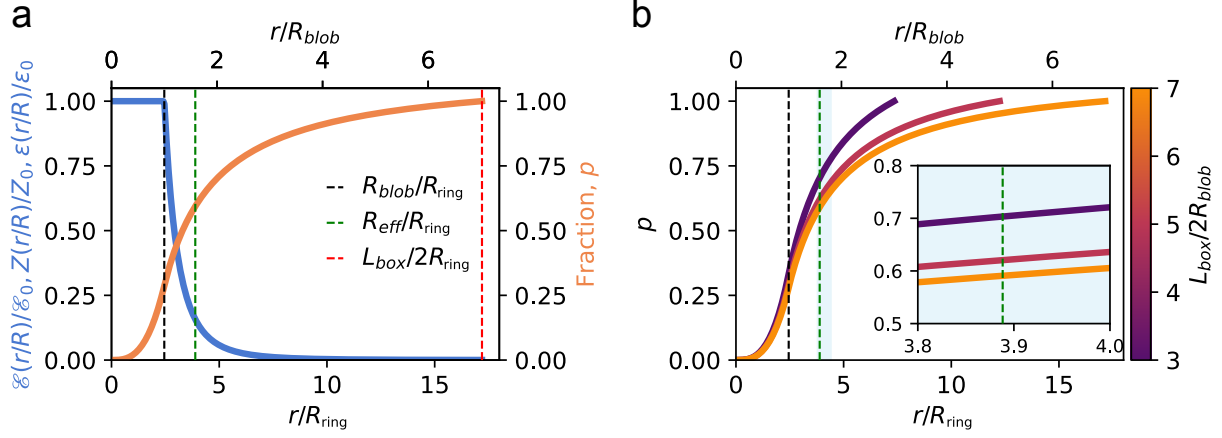 a
r/R_blob
0 2 4 6
ℰ(r/R)/ℰ₀, Z(r/R)/Z₀, ε(r/R)/ε₀
1.00
0.75
0.50
0.25
0.00
R_blob/R_ring
R_eff/R_ring
L_box/2R_ring
1.00
0.75
0.50
0.25
0.00
Fraction, p
0 5 10 15
r/R_ring
b
r/R_blob
0 2 4 6
p
1.00
0.75
0.50
0.25
0.00
0.8
0.7
0.6
0.5
3.8 3.9 4.0
0 5 10 15
r/R_ring
7
6
5
4
3
L_box/2R_blob